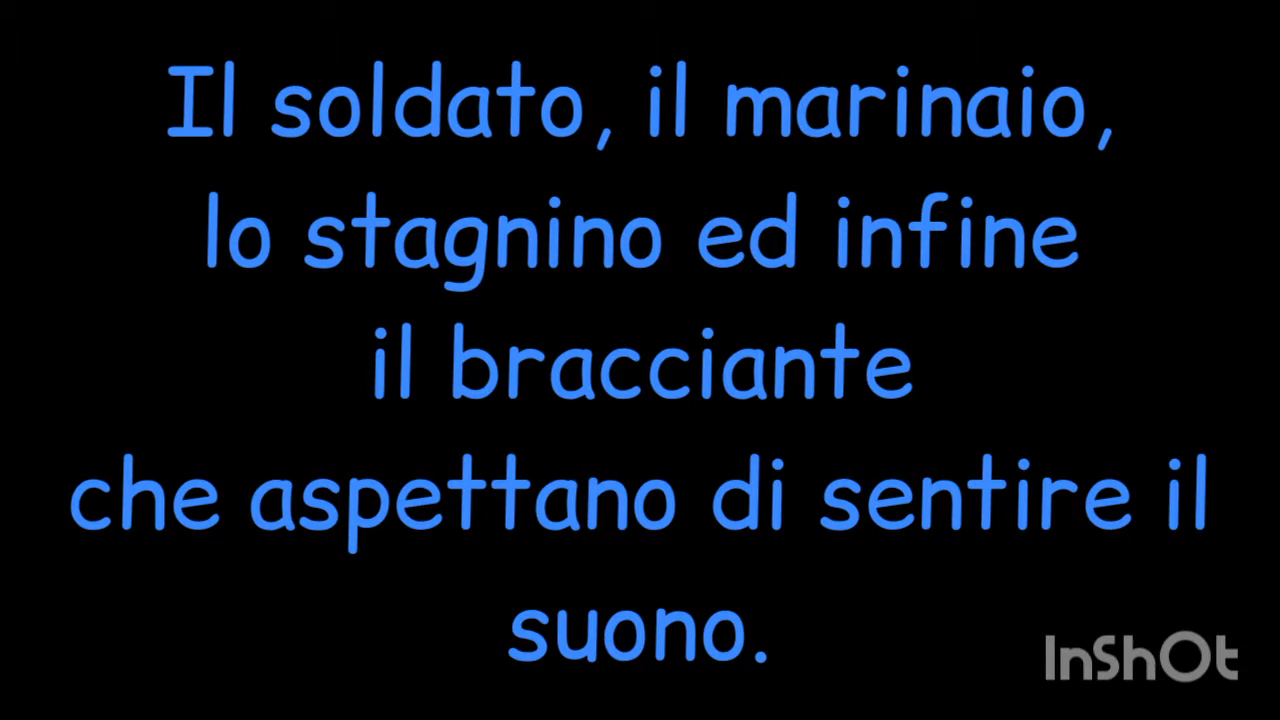 Il soldato, il marinaio,
lo stagnino ed infine
il bracciante
che aspettano di sentire il
suono.
InShOt